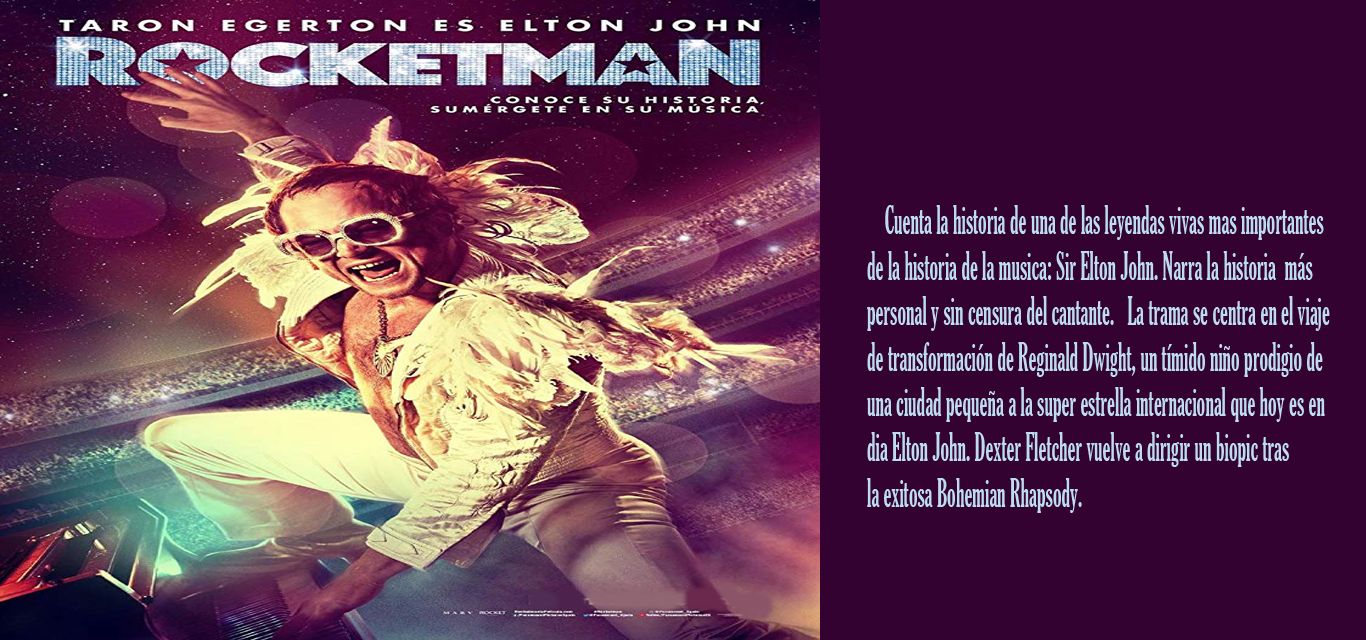 TARON EGERTON ES ELTON JOHN
ROCKETMAN
CONOCE SU HISTORIA,
SUMÉRGETE EN SU MÚSICA
Cuenta la historia de una de las leyendas vivas mas importantes
de la historia de la musica: Sir Elton John. Narra la historia más
personal y sin censura del cantante. La trama se centra en el viaje
de transformación de Reginald Dwight, un tímido niño prodigio de
una ciudad pequeña a la super estrella internacional que hoy es en
dia Elton John. Dexter Fletcher vuelve a dirigir un biopic tras
la exitosa Bohemian Rhapsody.
MARV ROCKET